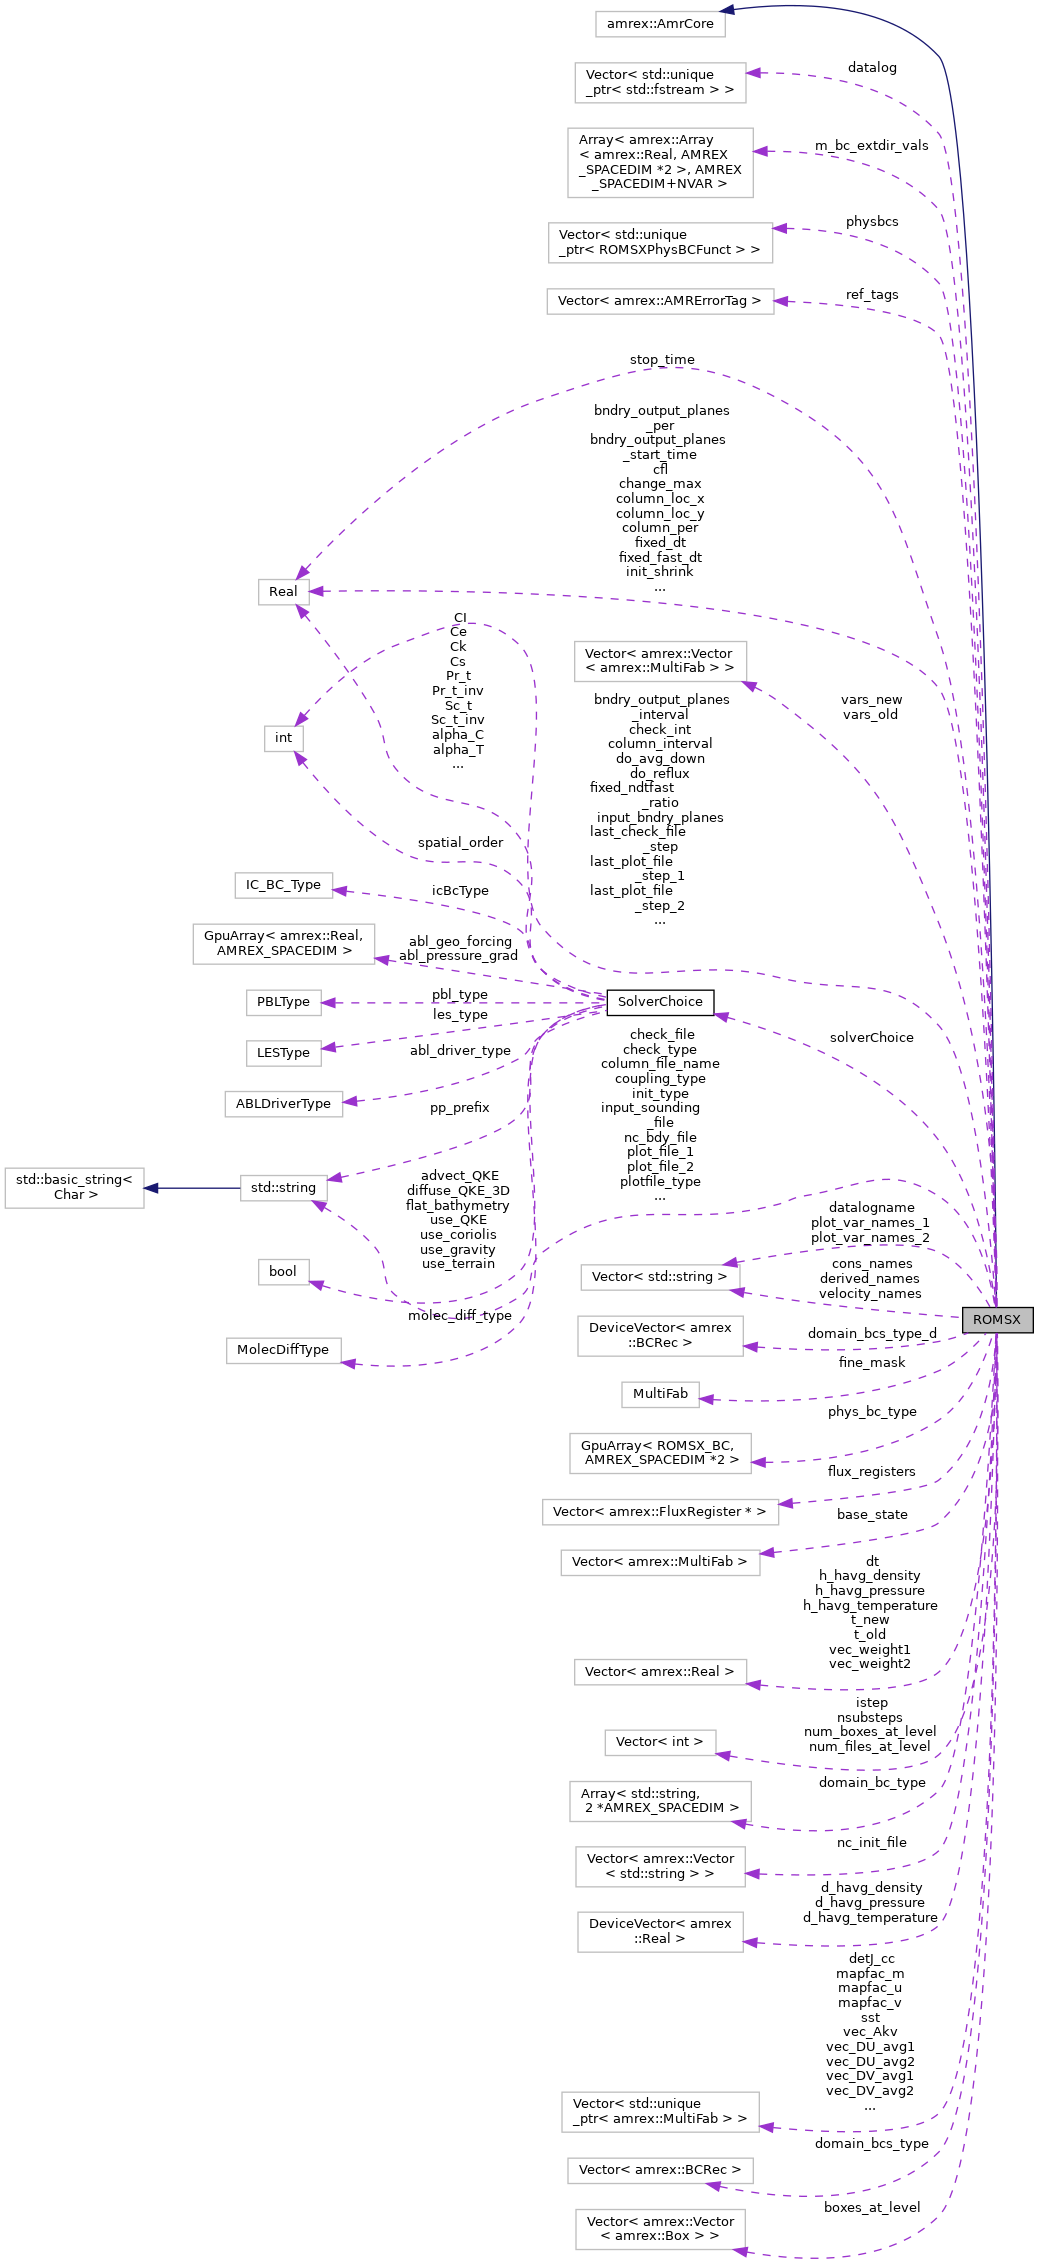 amrex::AmrCore
datalog
Vector< std::unique
_ptr< std::fstream > >
m_bc_extdir_vals
Array< amrex::Array
< amrex::Real, AMREX
_SPACEDIM *2 >, AMREX
_SPACEDIM+NVAR >
physbcs
Vector< std::unique
_ptr< ROMSXPhysBCFunct > >
ref_tags
Vector< amrex::AMRErrorTag >
stop_time
bndry_output_planes
_per
bndry_output_planes
_start_time
cfl
change_max
column_loc_x
column_loc_y
column_per
fixed_dt
fixed_fast_dt
init_shrink
...
Real
CI
Ce
Ck
Cs
Pr_t
Pr_t_inv
Sc_t
Sc_t_inv
alpha_C
alpha_T
...
Vector< amrex::Vector
< amrex::MultiFab > >
vars_new
vars_old
bndry_output_planes
_interval
check_int
column_interval
do_avg_down
do_reflux
fixed_ndtfast
_ratio
input_bndry_planes
last_check_file
_step
last_plot_file
_step_1
last_plot_file
_step_2
...
int
spatial_order
IC_BC_Type
icBcType
GpuArray< amrex::Real,
AMREX_SPACEDIM >
abl_geo_forcing
abl_pressure_grad
PBLType
pbl_type
SolverChoice
les_type
LESType
solverChoice
abl_driver_type
ABLDriverType
check_file
check_type
column_file_name
coupling_type
init_type
input_sounding
_file
nc_bdy_file
plot_file_1
plot_file_2
plotfile_type
...
pp_prefix
std::basic_string<
Char >
std::string
advect_QKE
diffuse_QKE_3D
flat_bathymetry
use_QKE
use_coriolis
use_gravity
use_terrain
bool
datalogname
plot_var_names_1
plot_var_names_2
Vector< std::string >
cons_names
derived_names
velocity_names
molec_diff_type
MolecDiffType
ROMSX
DeviceVector< amrex
::BCRec >
domain_bcs_type_d
fine_mask
MultiFab
phys_bc_type
GpuArray< ROMSX_BC,
AMREX_SPACEDIM *2 >
flux_registers
Vector< amrex::FluxRegister * >
base_state
Vector< amrex::MultiFab >
dt
h_havg_density
h_havg_pressure
h_havg_temperature
t_new
t_old
vec_weight1
vec_weight2
Vector< amrex::Real >
istep
nsubsteps
num_boxes_at_level
num_files_at_level
Vector< int >
domain_bc_type
Array< std::string,
2 *AMREX_SPACEDIM >
nc_init_file
Vector< amrex::Vector
< std::string > >
d_havg_density
d_havg_pressure
d_havg_temperature
DeviceVector< amrex
::Real >
detJ_cc
mapfac_m
mapfac_u
mapfac_v
sst
vec_Akv
vec_DU_avg1
vec_DU_avg2
vec_DV_avg1
vec_DV_avg2
...
Vector< std::unique
_ptr< amrex::MultiFab > >
domain_bcs_type
Vector< amrex::BCRec >
boxes_at_level
Vector< amrex::Vector
< amrex::Box > >